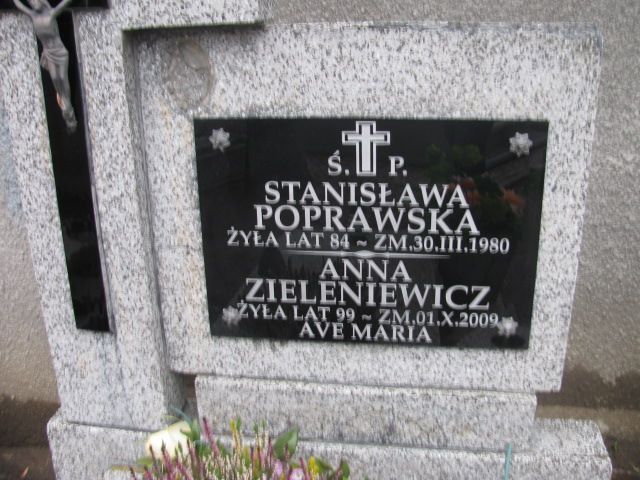 Ś. P.
STANISŁAWA
POPRAWSKA
ŻYŁA LAT 84 ~ ZM.30.III.1980
ANNA
ZIELENIEWICZ
ŻYŁA LAT 99 ~ ZM.01.X.2009
AVE MARIA